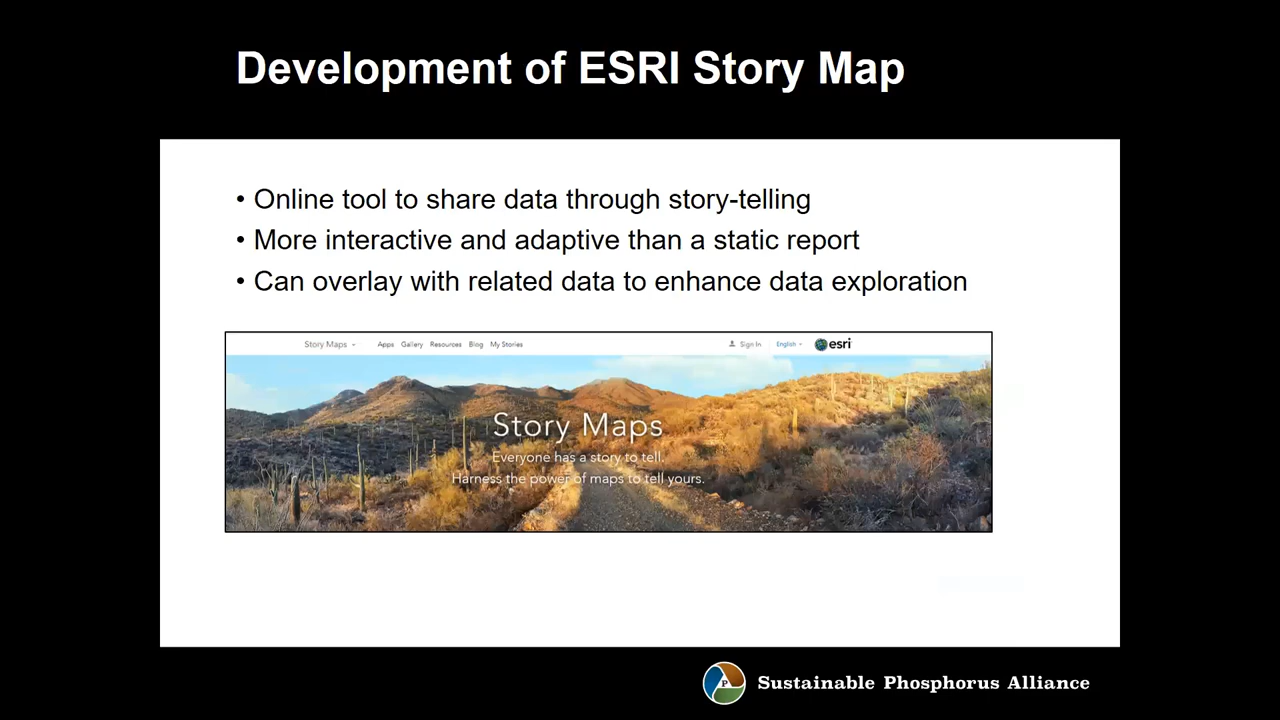 Development of ESRI Story Map
• Online tool to share data through story-telling
• More interactive and adaptive than a static report
• Can overlay with related data to enhance data exploration
Story Maps Apps Gallery Resources Blog My Stories Sign In English esri
Story Maps
Everyone has a story to tell.
Harness the power of maps to tell yours.
P
Sustainable Phosphorus Alliance